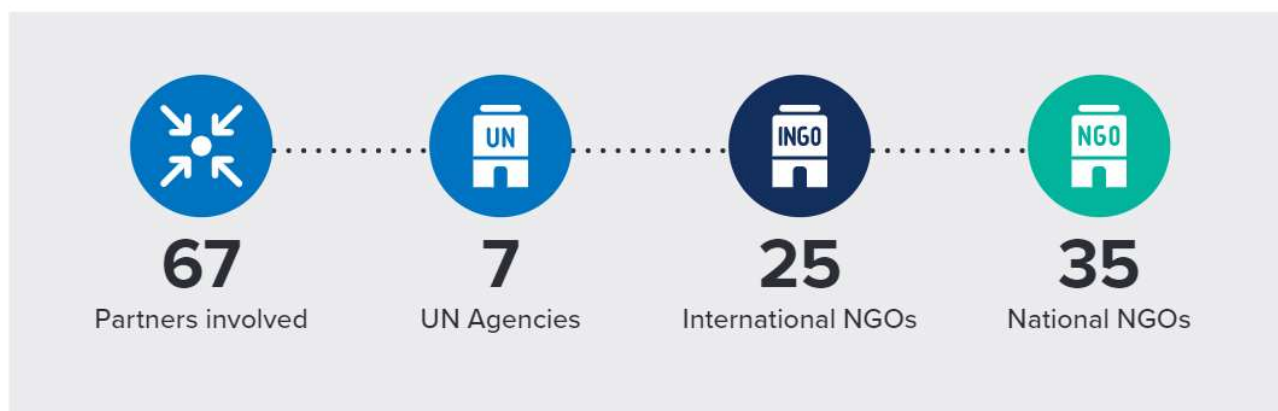 UN
INGO
NGO
67
7
25
35
Partners involved
UN Agencies
International NGOs
National NGOs